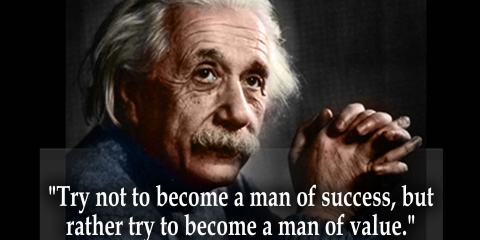 "Try not to become a man of success, but
rather try to become a man of value."